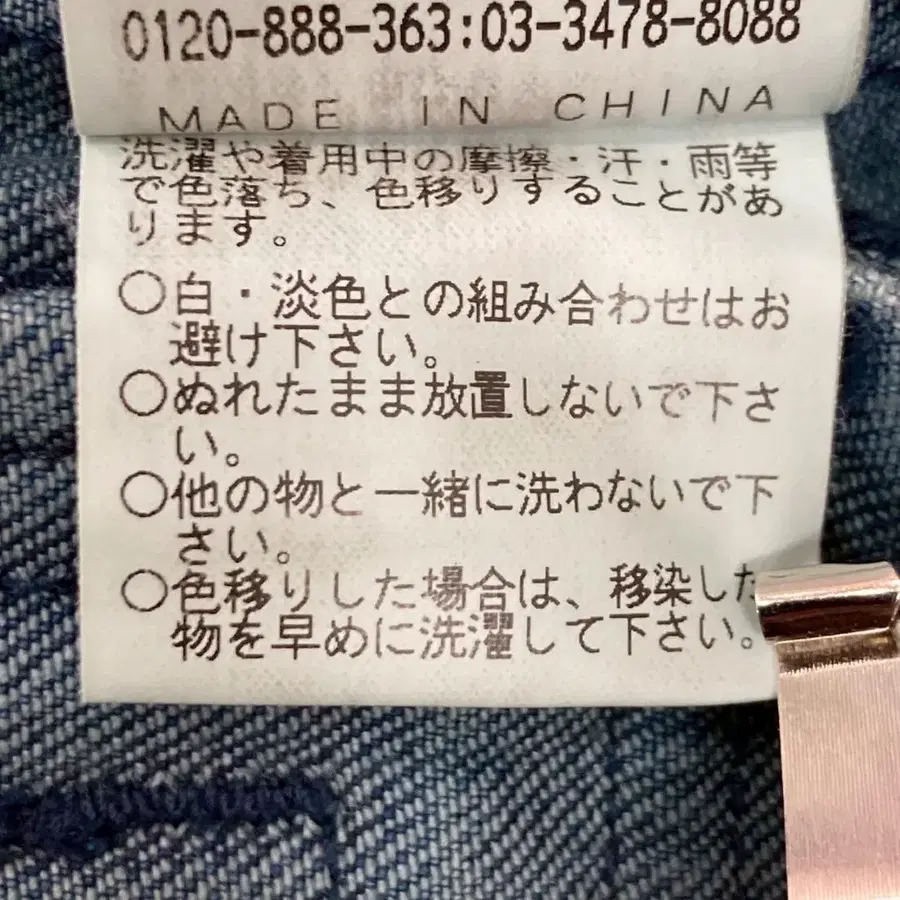 0120-888-363:03-3478-8088
MADE IN CHINA
洗濯や着用中の摩擦・汗・雨等
で色落ち、色移りすることがあ
ります。
○白・淡色との組み合わせはお
避け下さい。
○ぬれたまま放置しないで下さ
い。
○他の物と一緒に洗わないで下
さい。
○色移りした場合は、移染した
物を早めに洗濯して下さい。